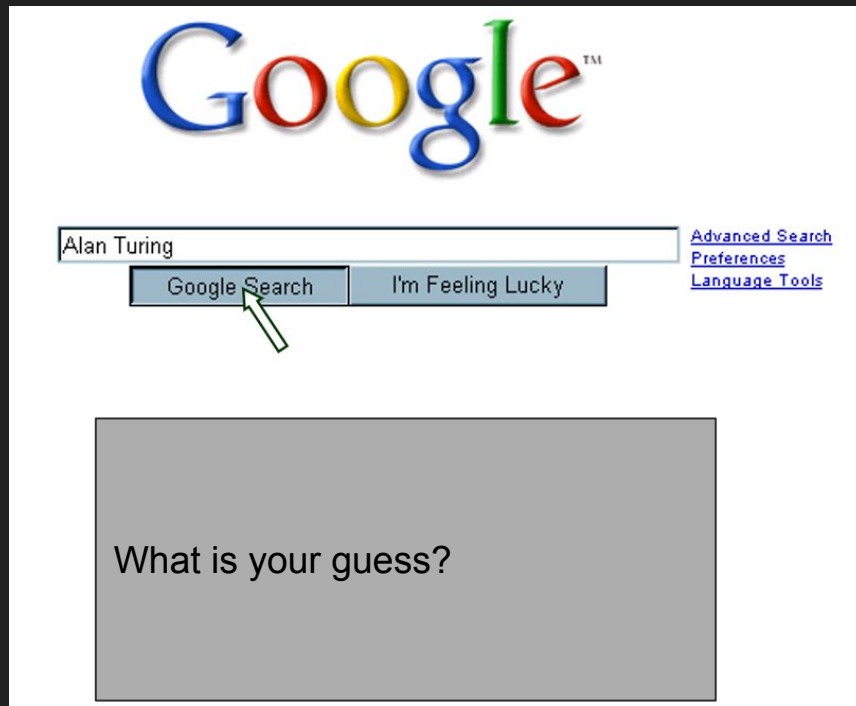 Google™
Alan Turing
Advanced Search
Preferences
Language Tools
Google Search
I'm Feeling Lucky
What is your guess?